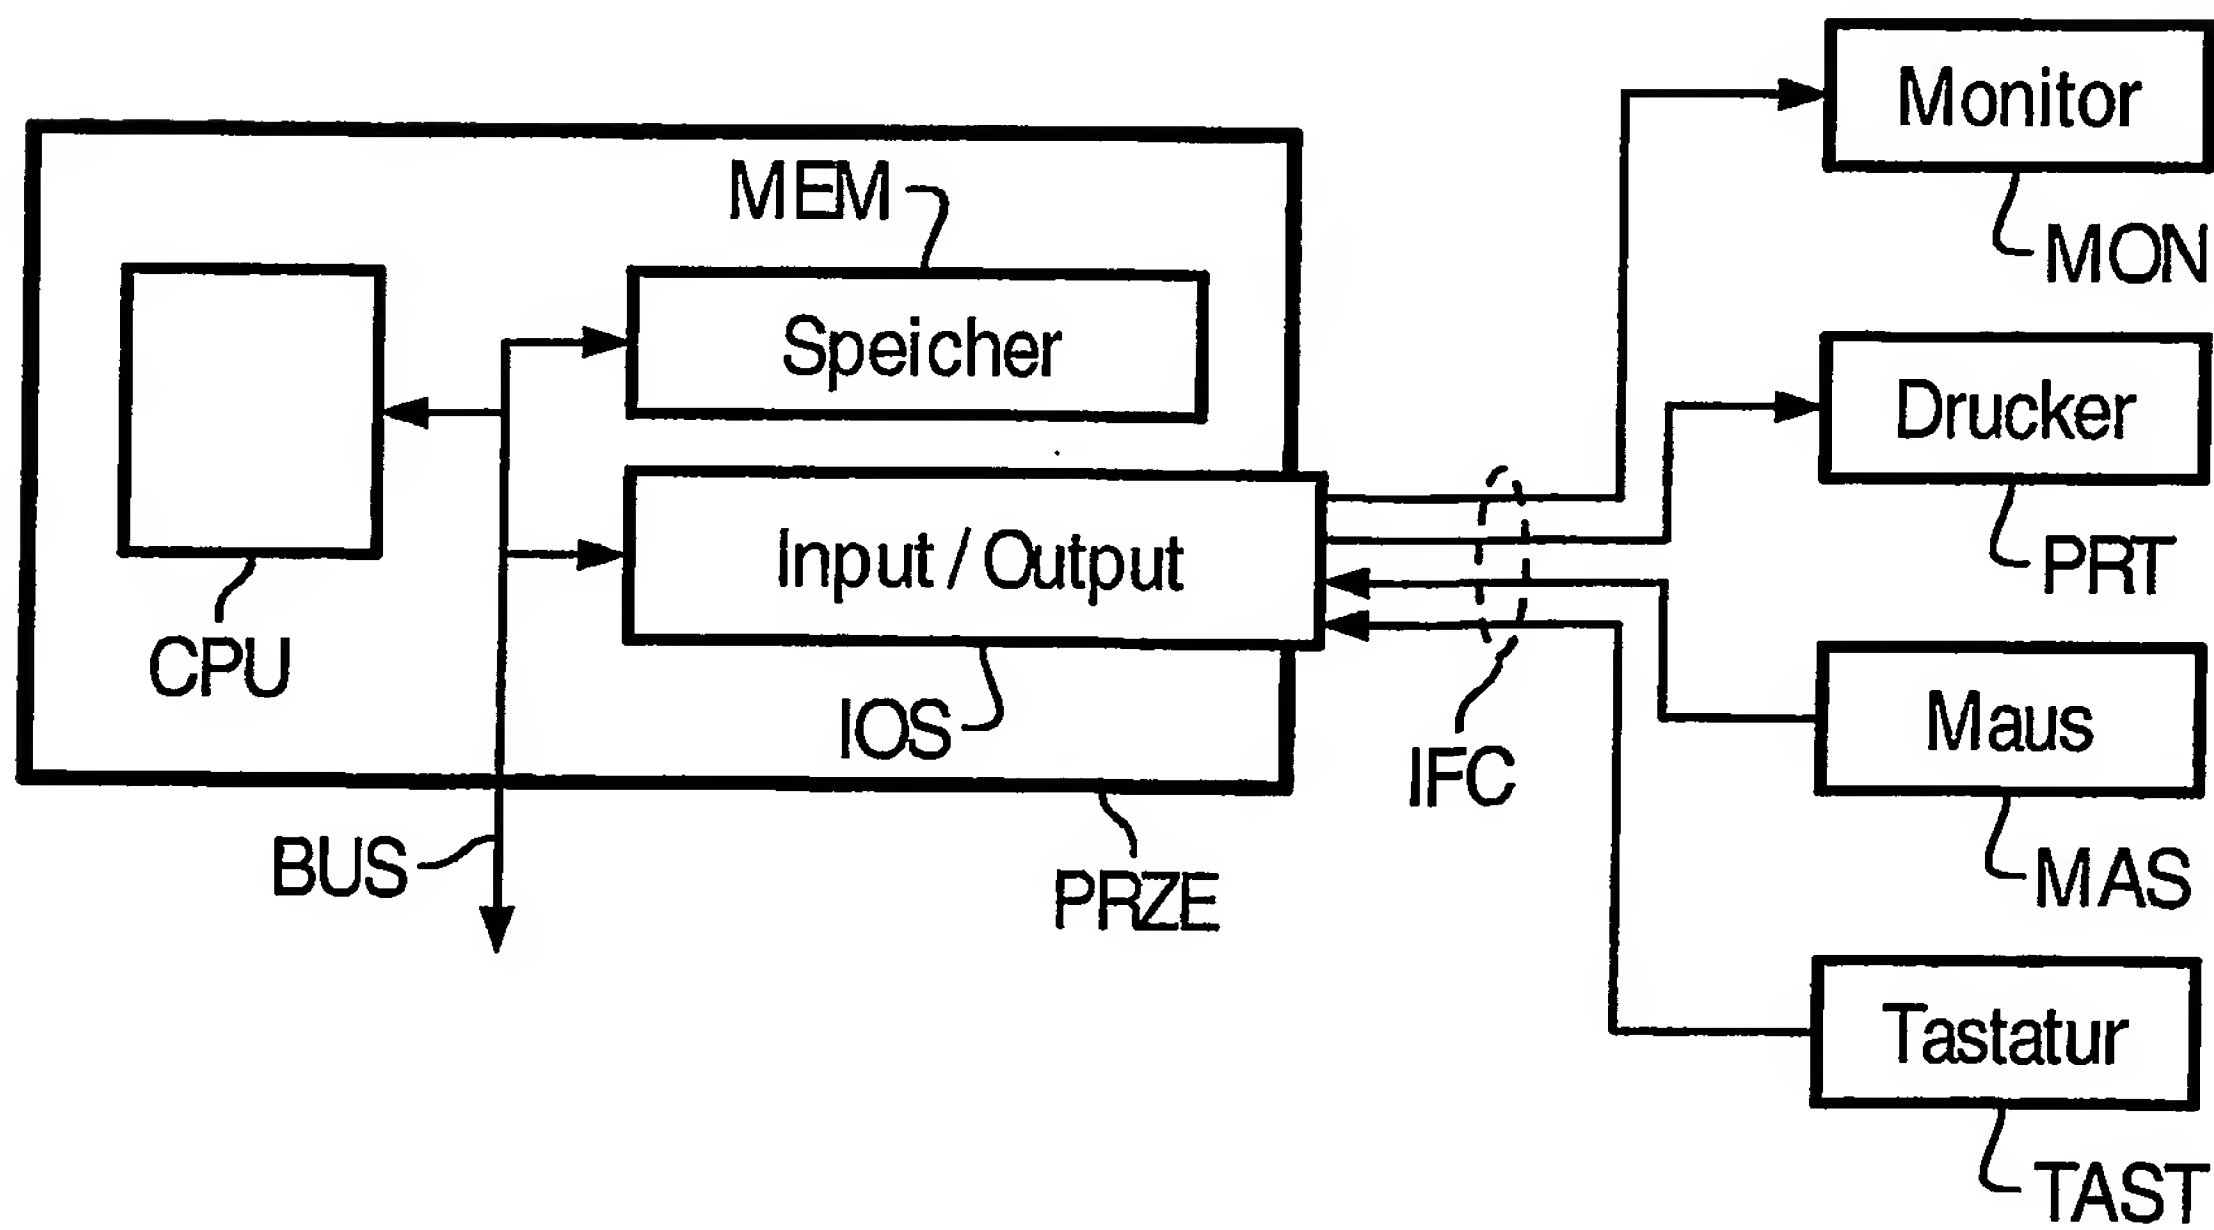 Monitor
MON
MEM
Speicher
Drucker
PRT
Input / Output
CPU
IOS
IFC
Maus
MAS
BUS
PRZE
Tastatur
TAST